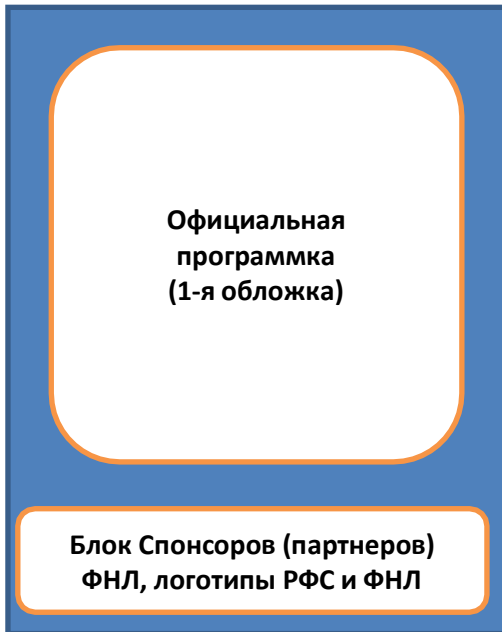 Официальная
программка
(1-я обложка)
Блок Спонсоров (партнеров)
ФНЛ, логотипы РФС и ФНЛ